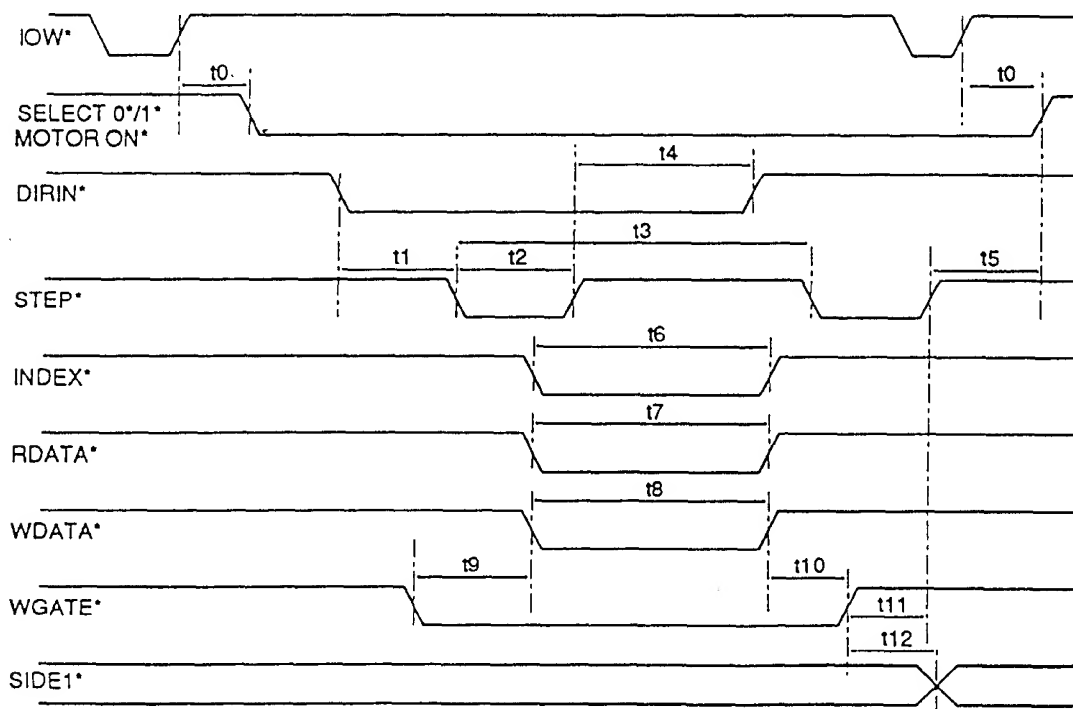 IOW*
t0
t0
SELECT 0*/1*
MOTOR ON*
t4
DIRIN*
t3
t1
t2
t5
STEP*
t6
INDEX*
t7
RDATA*
t8
WDATA*
t9
t10
WGATE*
t11
t12
SIDE1*